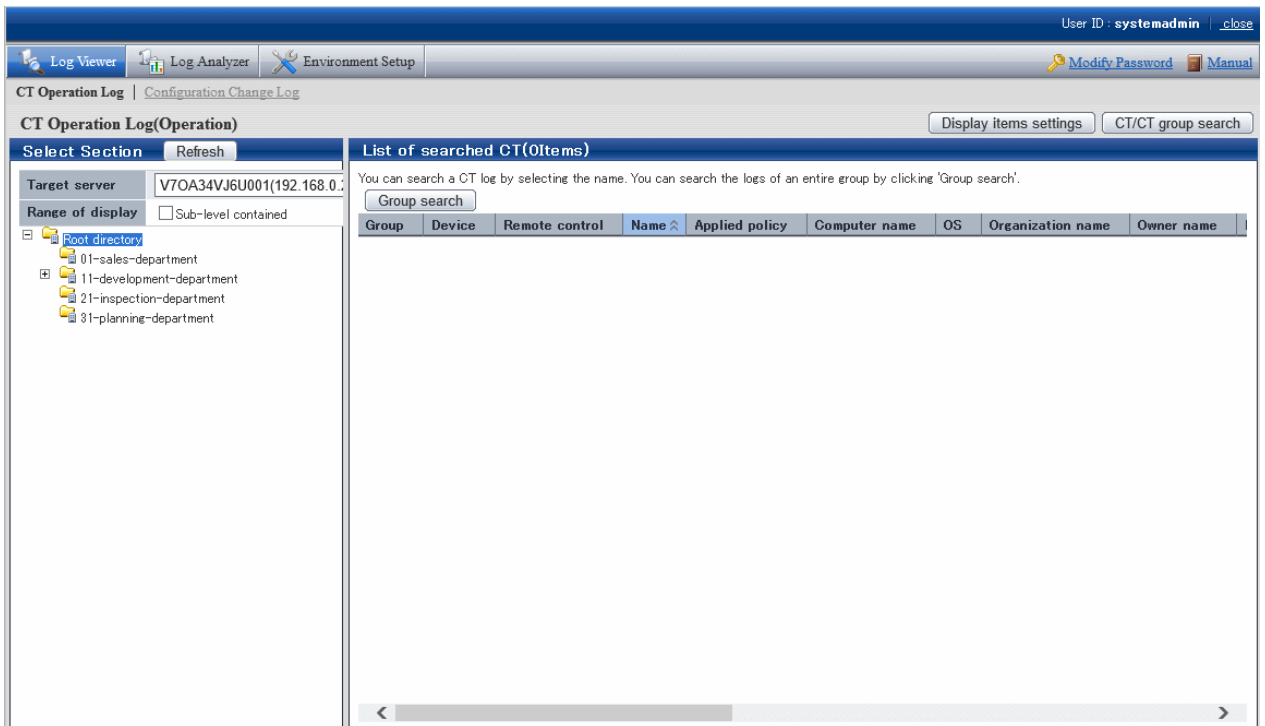 User ID : systemadmin | close
Log Viewer Log Analyzer Environment Setup Modify Password Manual
CT Operation Log | Configuration Change Log
CT Operation Log(Operation) Display items settings CT/CT group search
Select Section Refresh
Target server V7OA34VJ6U001(192.168.0.
Range of display Sub-level contained
Root directory
01-sales-department
11-development-department
21-inspection-department
31-planning-department
List of searched CT(0Items)
You can search a CT log by selecting the name. You can search the logs of an entire group by clicking 'Group search'.
Group search
Group Device Remote control Name Applied policy Computer name OS Organization name Owner name